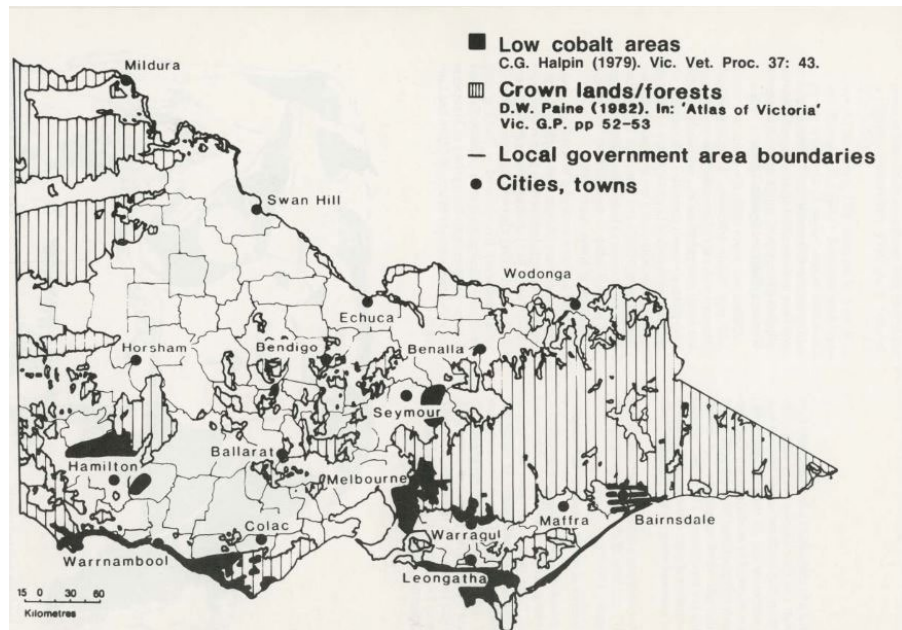 Low cobalt areas
C.G. Halpin (1979). Vic. Vet. Proc. 37: 43.
Crown lands/forests
D.W. Paine (1982). In: 'Atlas of Victoria'
Vic. G.P. pp 52–53
Local government area boundaries
Cities, towns
Mildura
Swan Hill
Wodonga
Echuca
Horsham
Bendigo
Benalla
Seymour
Ballarat
Hamilton
Melbourne
Colac
Warragul
Maffra
Bairnsdale
Warrnambool
Leongatha
15 0 30 60
Kilometres